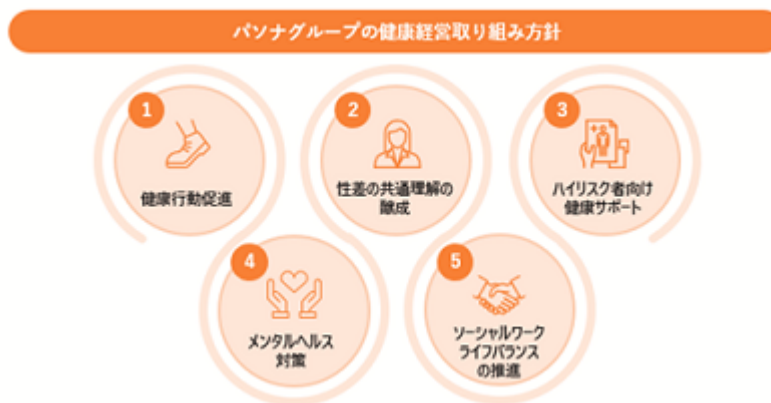 パソナグループの健康経営取り組み方針
1
健康行動促進
2
性差の共通理解の
醸成
3
ハイリスク者向け
健康サポート
4
メンタルヘルス
対策
5
ソーシャルワーク
ライフバランス
の推進